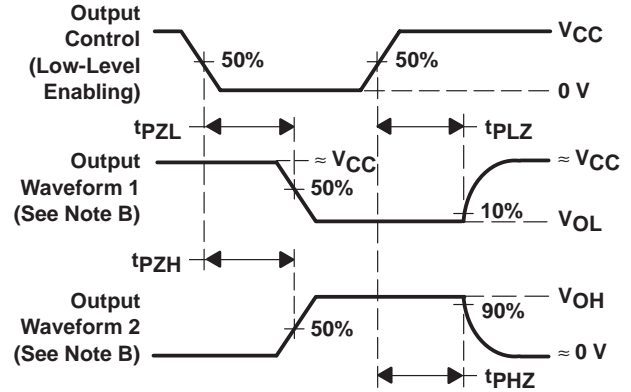 Output
Control
(Low-Level
Enabling)
50%
50%
VCC
0 V
tPZL
tPLZ
Output
Waveform 1
(See Note B)
≈ VCC
50%
≈ VCC
10%
VOL
tPZH
Output
Waveform 2
(See Note B)
50%
VOH
90%
≈ 0 V
tPHZ